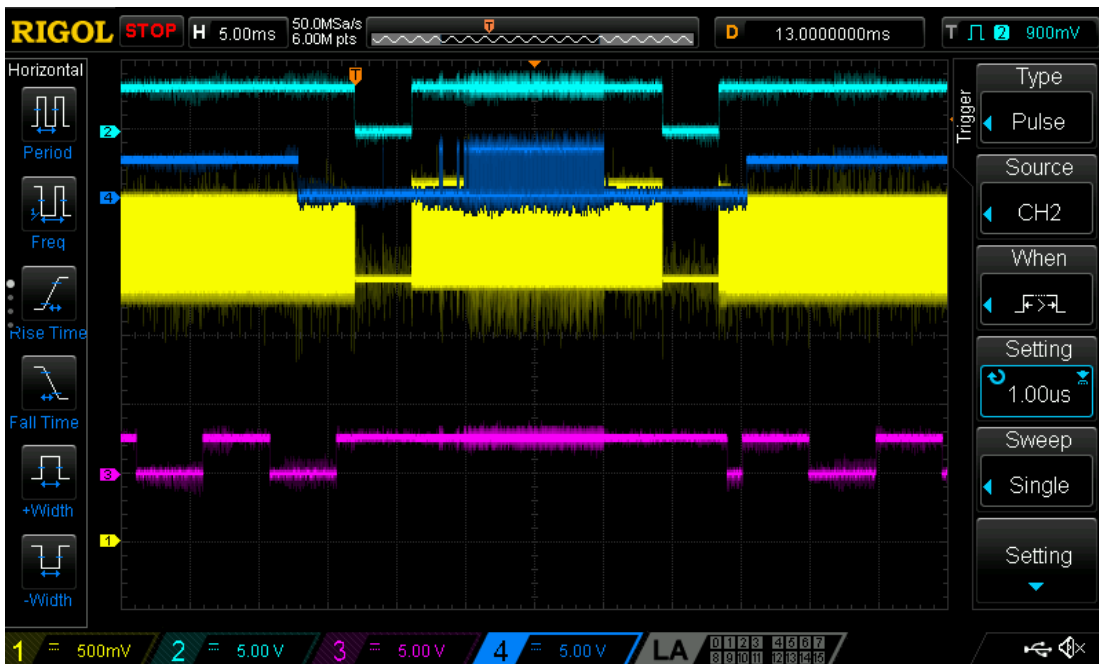 RIGOL STOP H 5.00ms 50.0MSa/s 6.00M pts D 13.0000000ms T 2 900mV
Horizontal
Period
Freq
Rise Time
Fall Time
+Width
-Width
T
T
2
4
3
1
Trigger
Type
Pulse
Source
CH2
When
Setting
1.00us
Sweep
Single
Setting
1 = 500mV 2 = 5.00 V 3 = 5.00 V 4 = 5.00 V LA 0 1 2 3 4 5 6 7
8 9 10 11 12 13 14 15